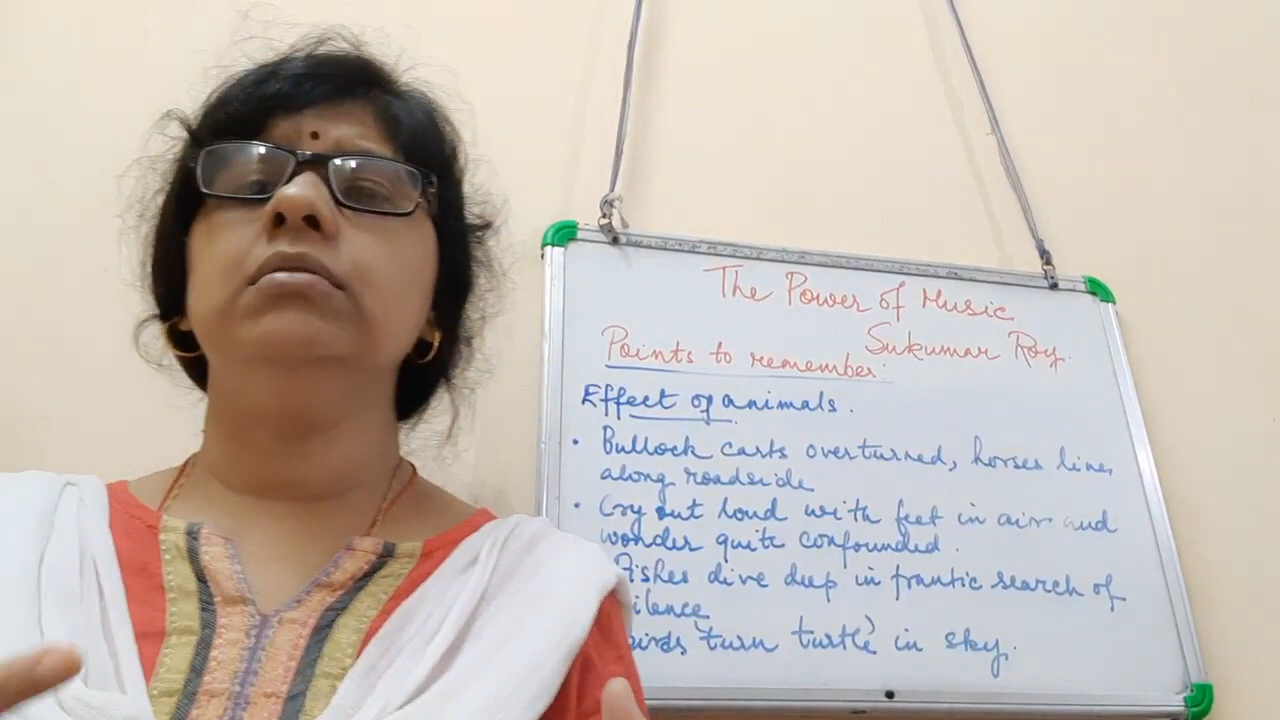 The Power of Music
Sukumar Roy.
Points to remember:
Effect of animals.
• Bullock carts overturned, horses line,
along roadside
• Cry out loud with feet in air and
wonder quite confounded.
Fishes dive deep in frantic search of
ilence
birds 'turn turtle' in sky.